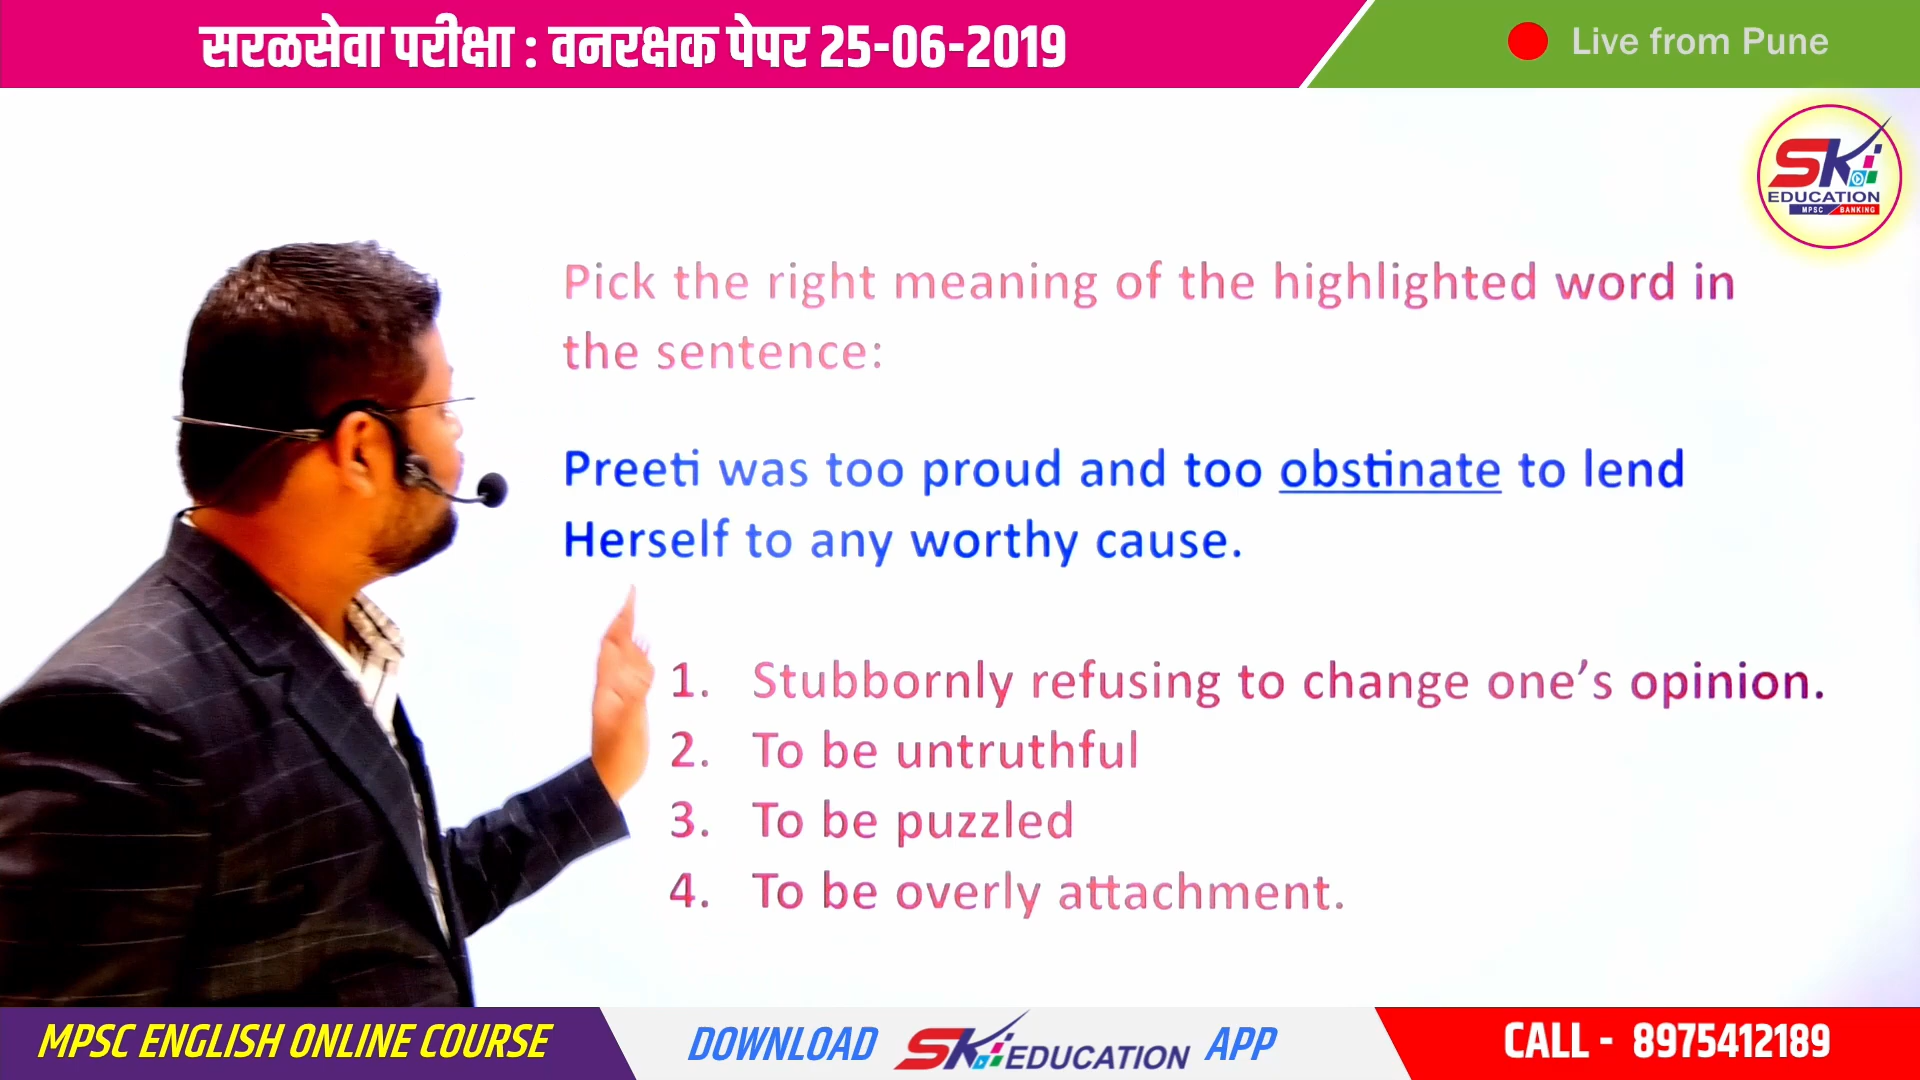 सरळसेवा परीक्षा : वनरक्षक पेपर 25-06-2019
Live from Pune
SK
EDUCATION
MPSC BANKING
Pick the right meaning of the highlighted word in
the sentence:
Preeti was too proud and too obstinate to lend
Herself to any worthy cause.
1. Stubbornly refusing to change one’s opinion.
2. To be untruthful
3. To be puzzled
4. To be overly attachment.
MPSC ENGLISH ONLINE COURSE
DOWNLOAD SK EDUCATION APP
CALL - 8975412189